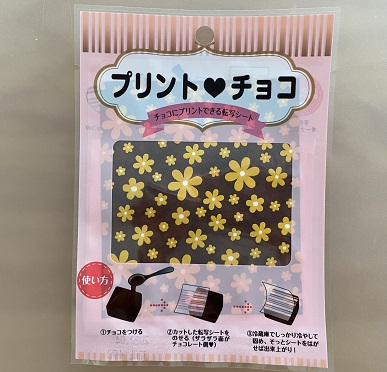 プリント♥チョコ
チョコにプリントできる転写シート
使い方
①チョコをつける
②カットした転写シートを
のせる(ザラザラ面が
チョコレート側♥)
③冷蔵庫でしっかり冷やして
固め、そっとシートをはが
せば出来上がり!